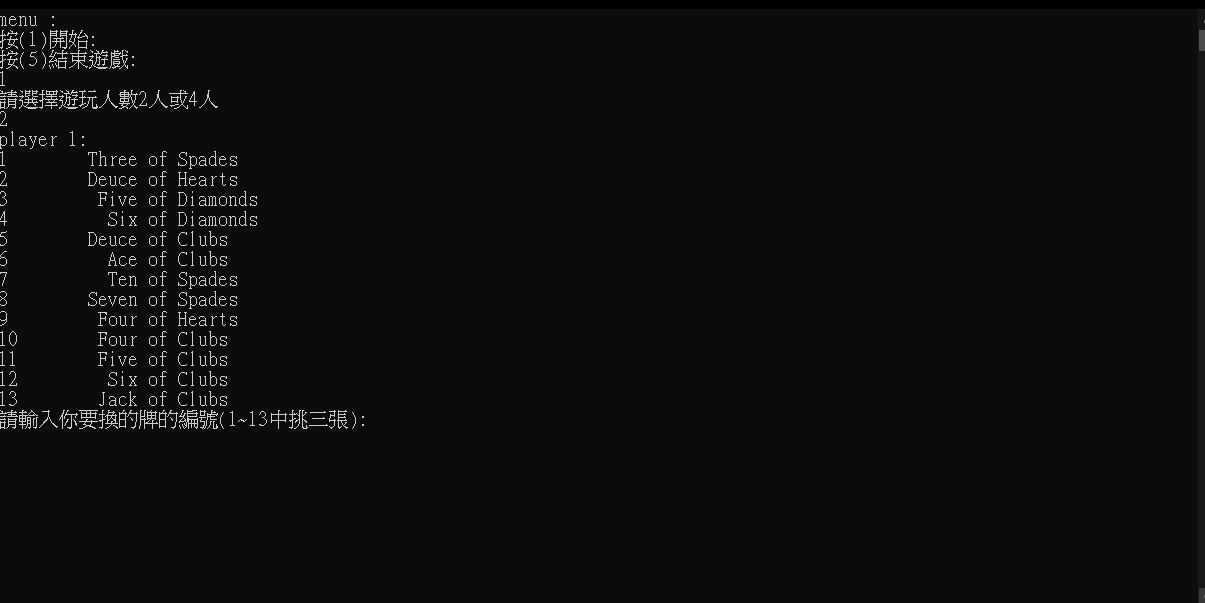 menu :
按(1)開始:
按(5)結束遊戲:
1
請選擇遊玩人數2人或4人
2
player 1:
1 Three of Spades
2 Deuce of Hearts
3 Five of Diamonds
4 Six of Diamonds
5 Deuce of Clubs
6 Ace of Clubs
7 Ten of Spades
8 Seven of Spades
9 Four of Hearts
10 Four of Clubs
11 Five of Clubs
12 Six of Clubs
13 Jack of Clubs
請輸入你要換的牌的編號(1~13中挑三張):